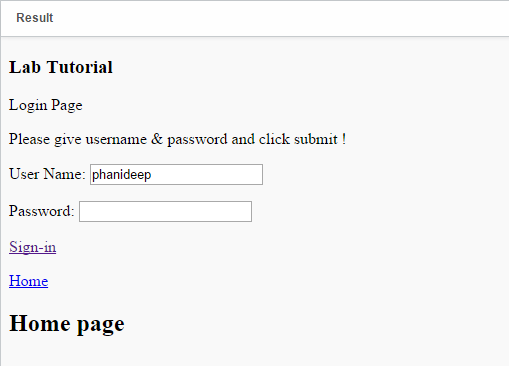 Result
Lab Tutorial
Login Page
Please give username & password and click submit !
User Name: phanideep
Password:
Sign-in
Home
Home page